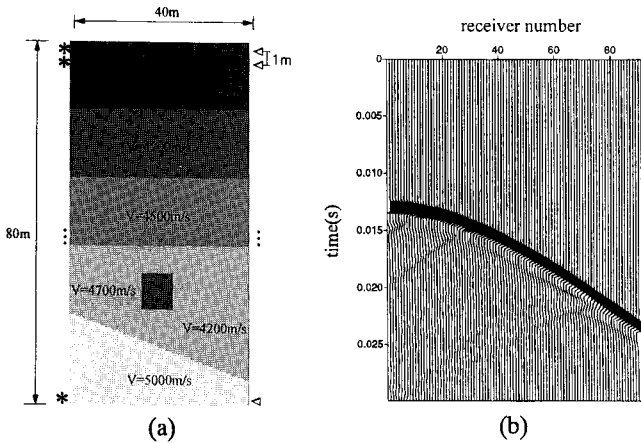 40m
1m
80m
V=4500m/s
V=4700m/s
V=4200m/s
V=5000m/s
(a)
receiver number
20 40 60 80
time(s)
0
0.005
0.010
0.015
0.020
0.025
(b)